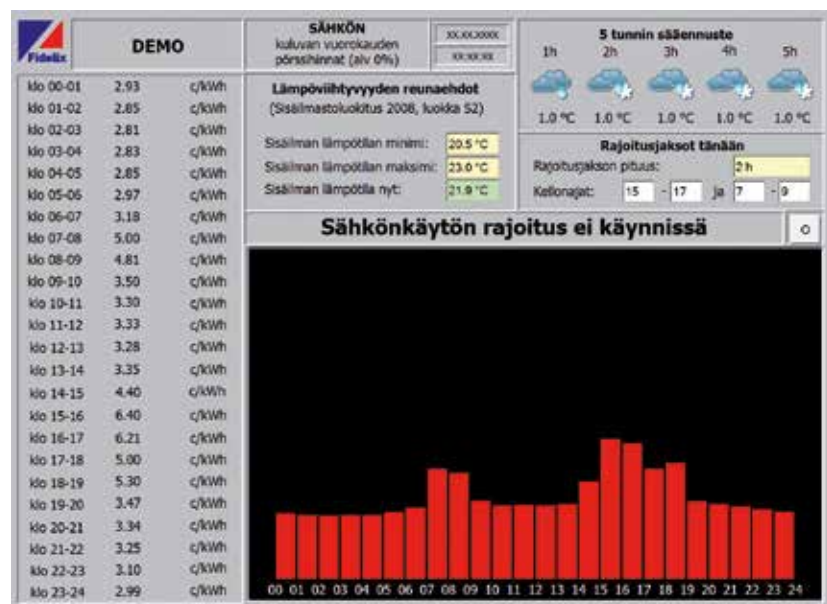 Fidelix
DEMO
SÄHKÖN
kuluvan vuorokauden
pörssihinnat (alv 0%)
xx.xx.xxxx
xx:xx:xx
5 tunnin sääennuste
1h 2h 3h 4h 5h
1.0 °C 1.0 °C 1.0 °C 1.0 °C 1.0 °C
klo 00-01 2.93 c/kWh
klo 01-02 2.85 c/kWh
klo 02-03 2.81 c/kWh
klo 03-04 2.83 c/kWh
klo 04-05 2.85 c/kWh
klo 05-06 2.97 c/kWh
klo 06-07 3.18 c/kWh
klo 07-08 5.00 c/kWh
klo 08-09 4.81 c/kWh
klo 09-10 3.50 c/kWh
klo 10-11 3.30 c/kWh
klo 11-12 3.33 c/kWh
klo 12-13 3.28 c/kWh
klo 13-14 3.35 c/kWh
klo 14-15 4.40 c/kWh
klo 15-16 6.40 c/kWh
klo 16-17 6.21 c/kWh
klo 17-18 5.00 c/kWh
klo 18-19 5.30 c/kWh
klo 19-20 3.47 c/kWh
klo 20-21 3.34 c/kWh
klo 21-22 3.25 c/kWh
klo 22-23 3.10 c/kWh
klo 23-24 2.99 c/kWh
Lämpöviihtyvyyden reunaehdot
(Sisäilmastoluokitus 2008, luokka S2)
Sisäilman lämpötilan minimi: 20.5 °C
Sisäilman lämpötilan maksimi: 23.0 °C
Sisäilman lämpötila nyt: 21.9 °C
Rajoitusjaksot tänään
Rajoitusjakson pituus: 2 h
Kellonajat: 15 - 17 ja 7 - 9
Sähkönkäytön rajoitus ei käynnissä
00 01 02 03 04 05 06 07 08 09 10 11 12 13 14 15 16 17 18 19 20 21 22 23 24